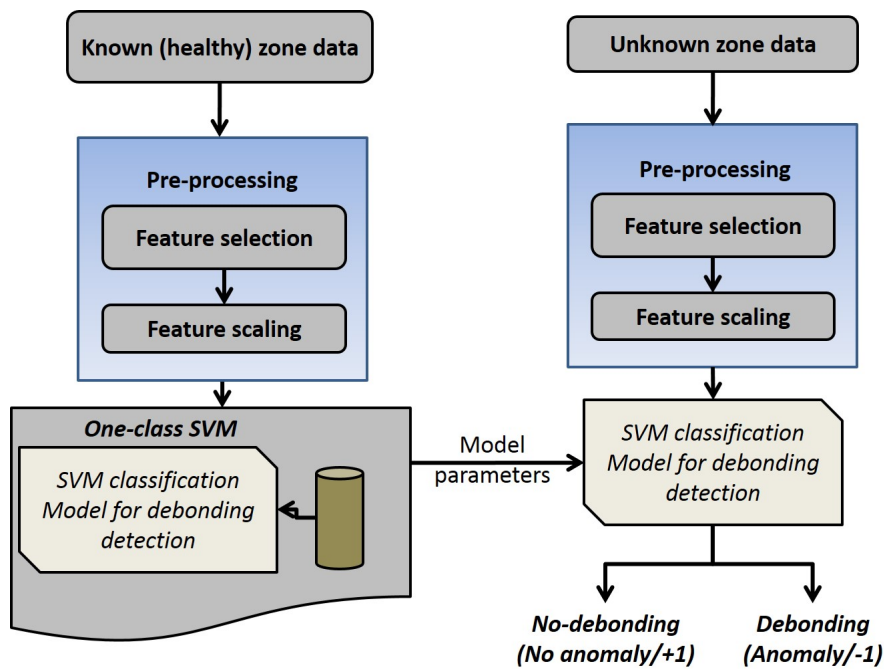 Known (healthy) zone data
Pre-processing
Feature selection
Feature scaling
One-class SVM
SVM classification
Model for debonding
detection
Model
parameters
Unknown zone data
Pre-processing
Feature selection
Feature scaling
SVM classification
Model for debonding
detection
No-debonding
(No anomaly/+1)
Debonding
(Anomaly/-1)